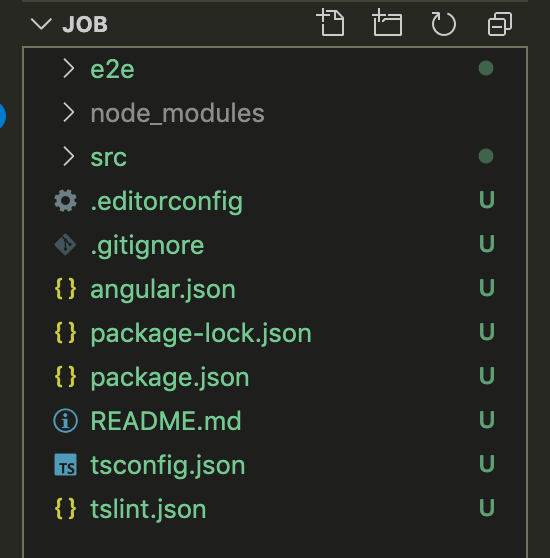 JOB
e2e
node_modules
src
.editorconfig U
.gitignore U
{} angular.json U
{} package-lock.json U
{} package.json U
README.md U
TS tsconfig.json U
{} tslint.json U